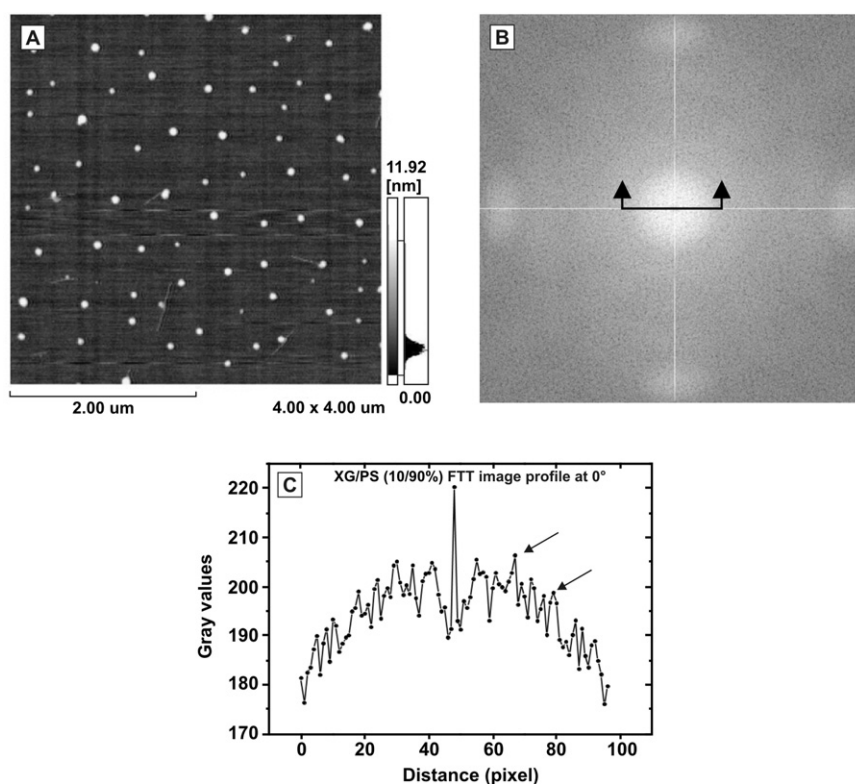 A
B
11.92
[nm]
0.00
2.00 um
4.00 x 4.00 um
C
XG/PS (10/90%) FTT image profile at 0°
220
210
200
190
180
170
Gray values
0
20
40
60
80
100
Distance (pixel)